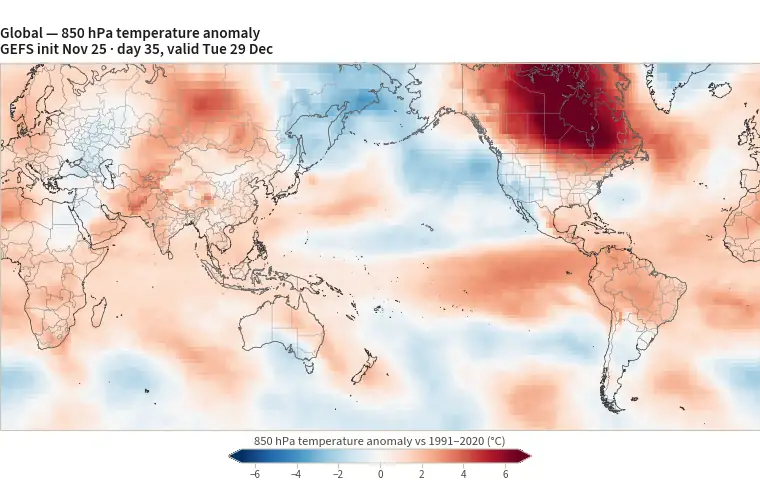 Global — 850 hPa temperature anomaly
GEFS init Nov 25 · day 35, valid Tue 29 Dec
850 hPa temperature anomaly vs 1991–2020 (°C)
−6 −4 −2 0 2 4 6